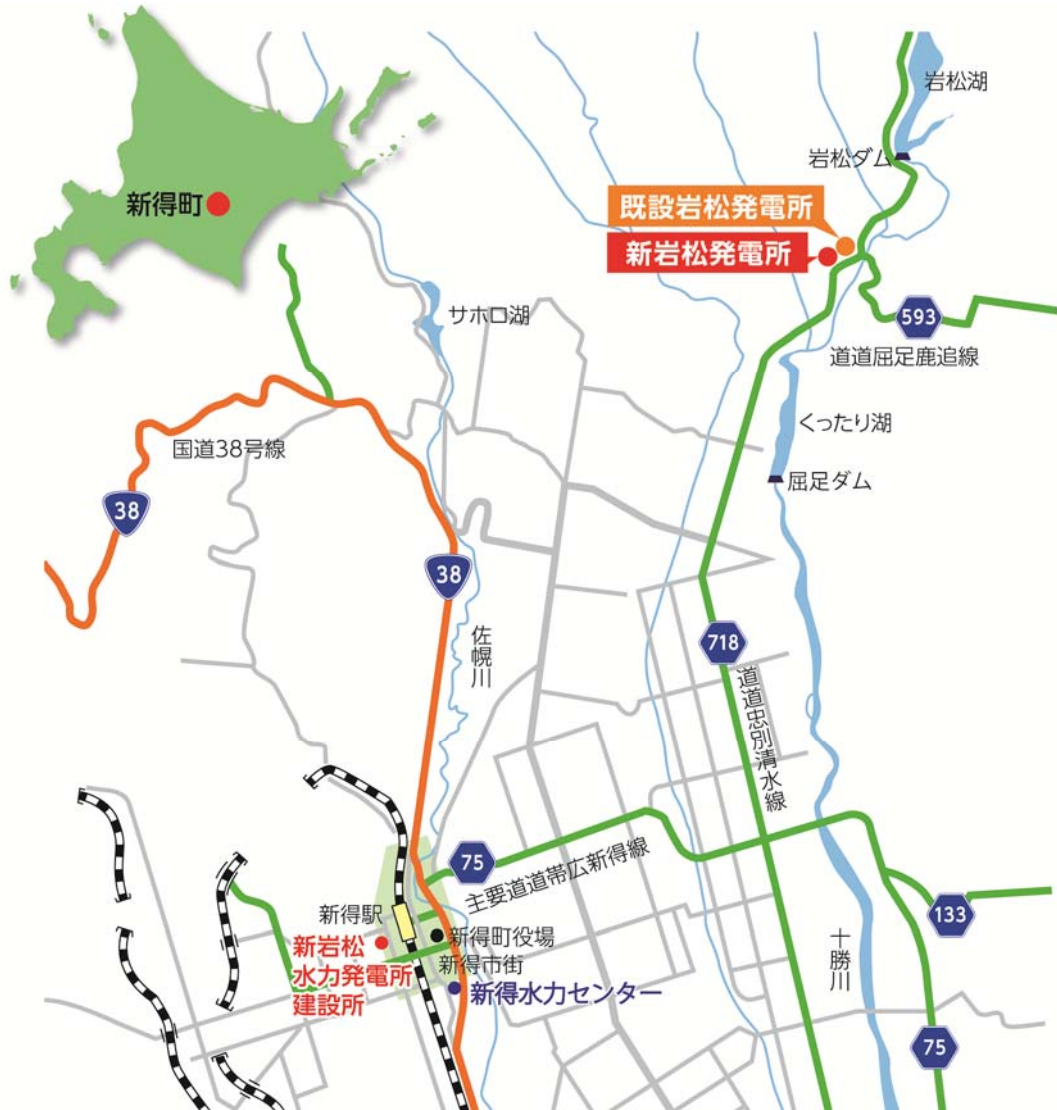 新得町
岩松湖
岩松ダム
既設岩松発電所
新岩松発電所
593
道道屈足鹿追線
サホロ湖
くったり湖
国道38号線
屈足ダム
38
38
佐幌川
718
道道忠別清水線
75
主要道道帯広新得線
新得駅
新得町役場
新得市街
新岩松
水力発電所
建設所
新得水力センター
133
十勝川
75